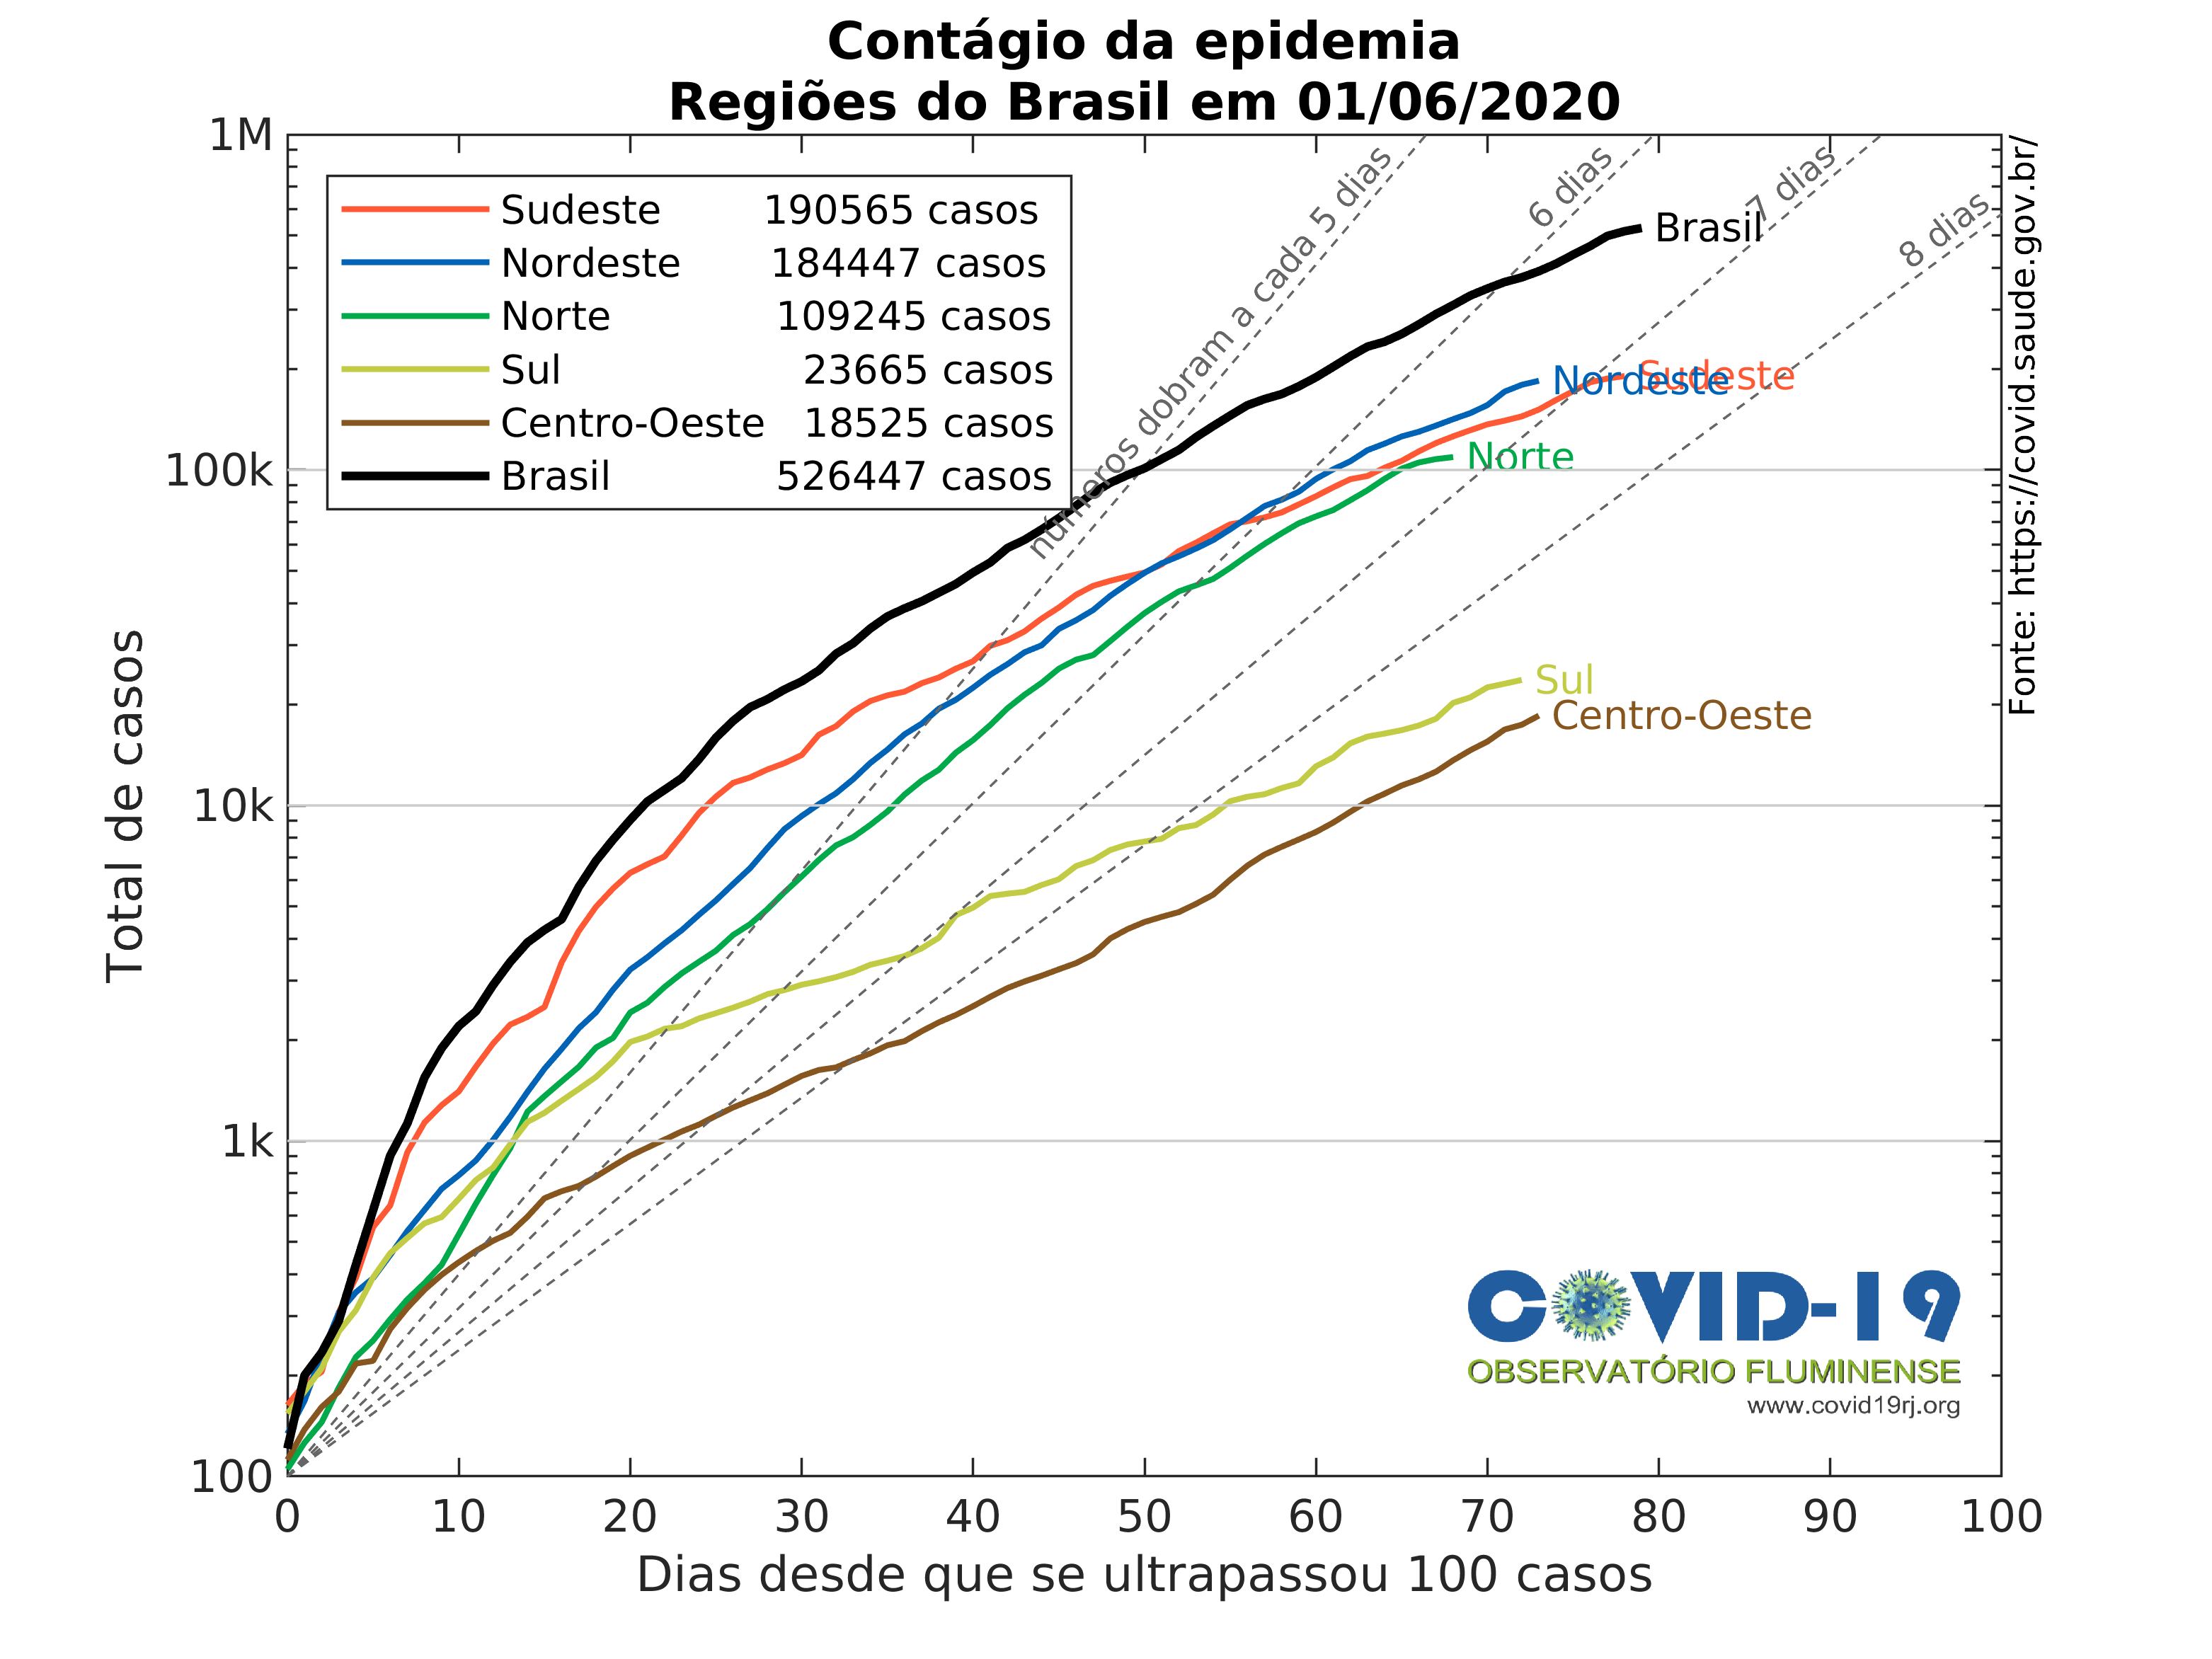 Contágio da epidemia
Regiões do Brasil em 01/06/2020
1M
100k
10k
1k
100
Total de casos
Sudeste 190565 casos
Nordeste 184447 casos
Norte 109245 casos
Sul 23665 casos
Centro-Oeste 18525 casos
Brasil 526447 casos
números dobram a cada 5 dias
6 dias
7 dias
8 dias
Brasil
Sudeste
Nordeste
Norte
Sul
Centro-Oeste
Fonte: https://covid.saude.gov.br/
COVID-19
OBSERVATÓRIO FLUMINENSE
www.covid19rj.org
0 10 20 30 40 50 60 70 80 90 100
Dias desde que se ultrapassou 100 casos